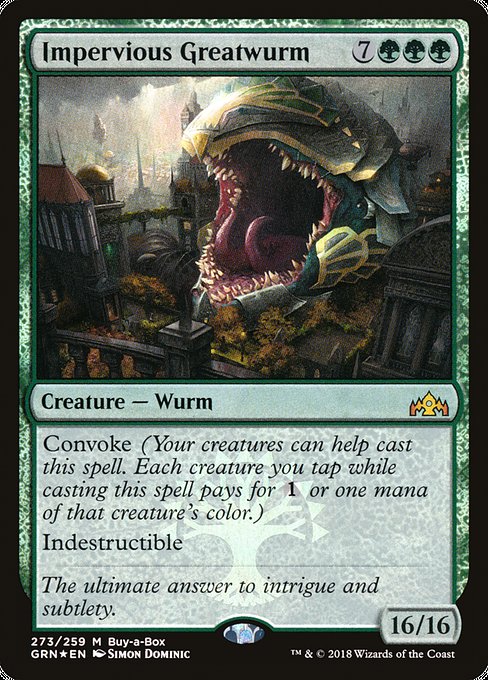 Impervious Greatwurm 7
Creature — Wurm
Convoke (Your creatures can help cast
this spell. Each creature you tap while
casting this spell pays for 1 or one mana
of that creature's color.)
Indestructible
The ultimate answer to intrigue and
subtlety.
16/16
273/259 M Buy-a-Box
GRN★EN Simon Dominic
™ & © 2018 Wizards of the Coast